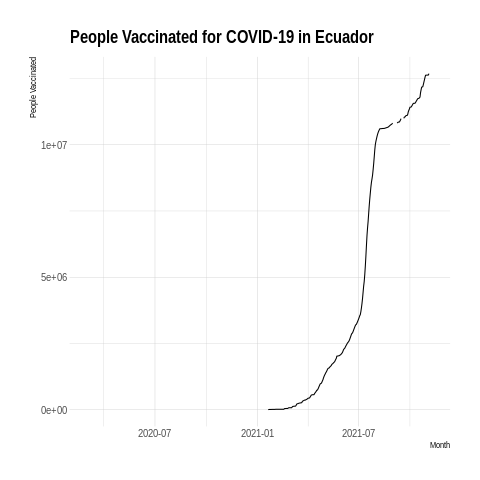 People Vaccinated for COVID-19 in Ecuador
People Vaccinated
1e+07
5e+06
0e+00
2020-07
2021-01
2021-07
Month